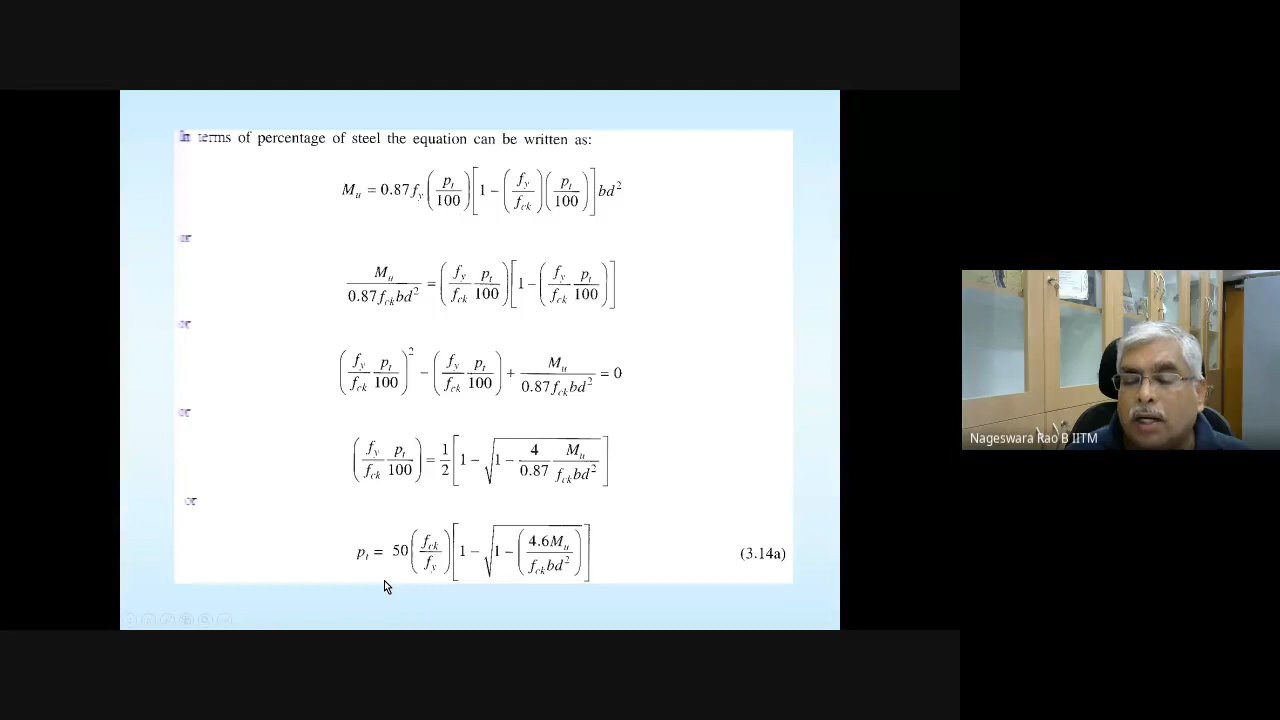 In terms of percentage of steel the equation can be written as:
M_u = 0.87 f_y (p_t/100) [1 − (f_y/f_ck)(p_t/100)] bd²
or
M_u/(0.87 f_ck bd²) = (f_y/f_ck p_t/100) [1 − (f_y/f_ck p_t/100)]
or
(f_y/f_ck p_t/100)² − (f_y/f_ck p_t/100) + M_u/(0.87 f_ck bd²) = 0
or
(f_y/f_ck p_t/100) = 1/2 [1 − √(1 − 4/0.87 M_u/(f_ck bd²))]
or
p_t = 50 (f_ck/f_y) [1 − √(1 − (4.6M_u/(f_ck bd²)))] (3.14a)
Nageswara Rao B IITM